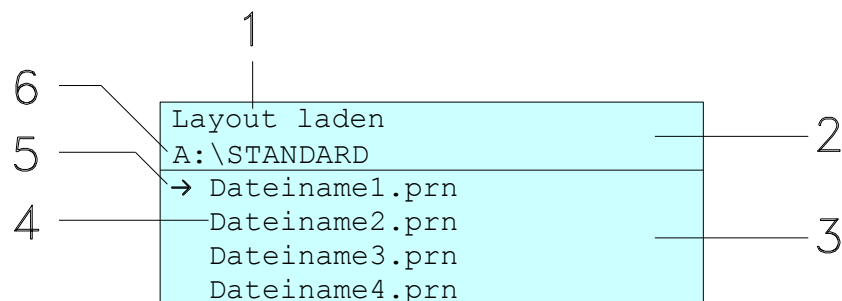 1
6
Layout laden
2
A:\STANDARD
5
→ Dateiname1.prn
4
Dateiname2.prn
3
Dateiname3.prn
Dateiname4.prn